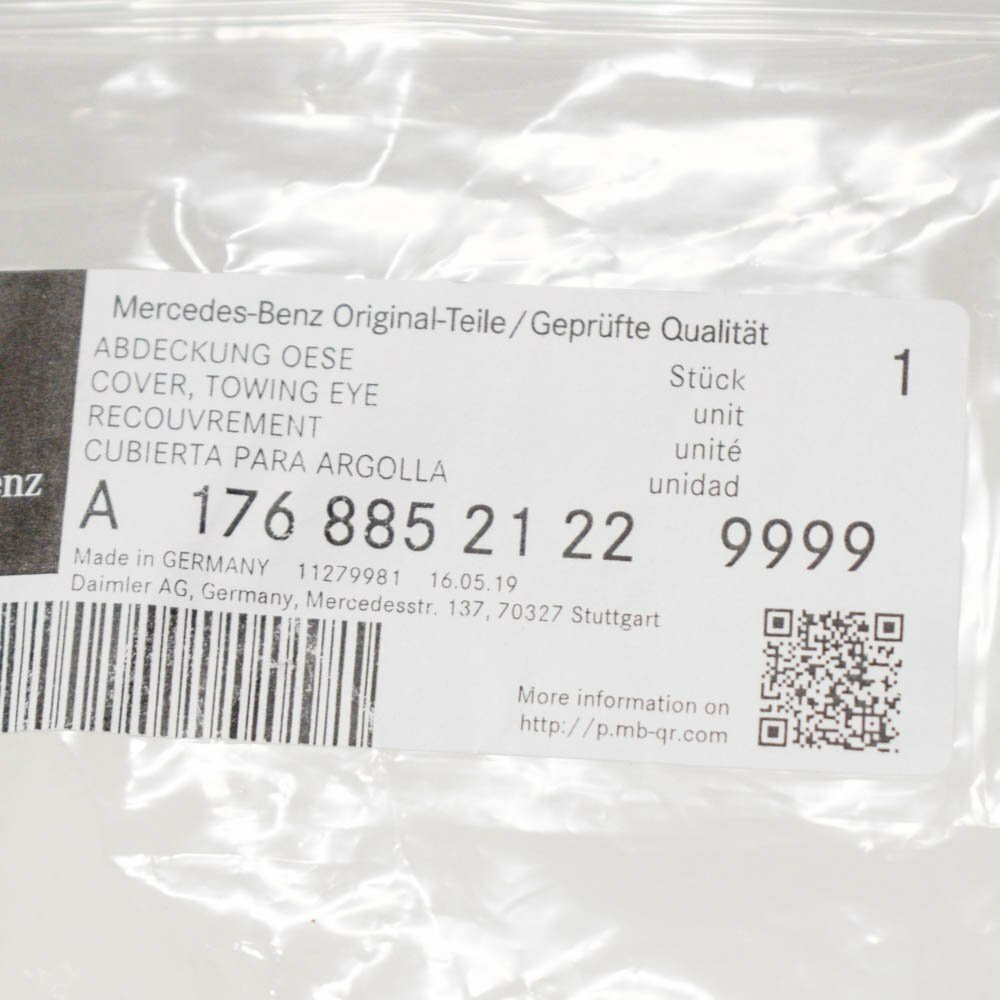 Mercedes-Benz Original-Teile/Geprüfte Qualität
ABDECKUNG OESE
COVER, TOWING EYE
RECOUVREMENT
CUBIERTA PARA ARGOLLA
Stück
unit
unité
unidad
1
A 176 885 21 22 9999
Made in GERMANY 11279981 16.05.19
Daimler AG, Germany, Mercedesstr. 137, 70327 Stuttgart
More information on
http://p.mb-qr.com
enz